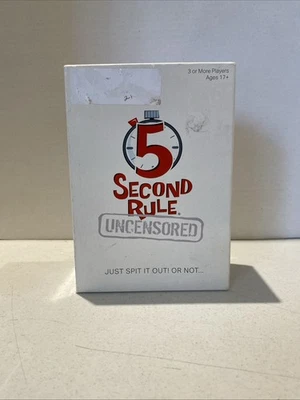 3 or More Players
Ages 17+
5
SECOND
RULE
UNCENSORED
JUST SPIT IT OUT! OR NOT...